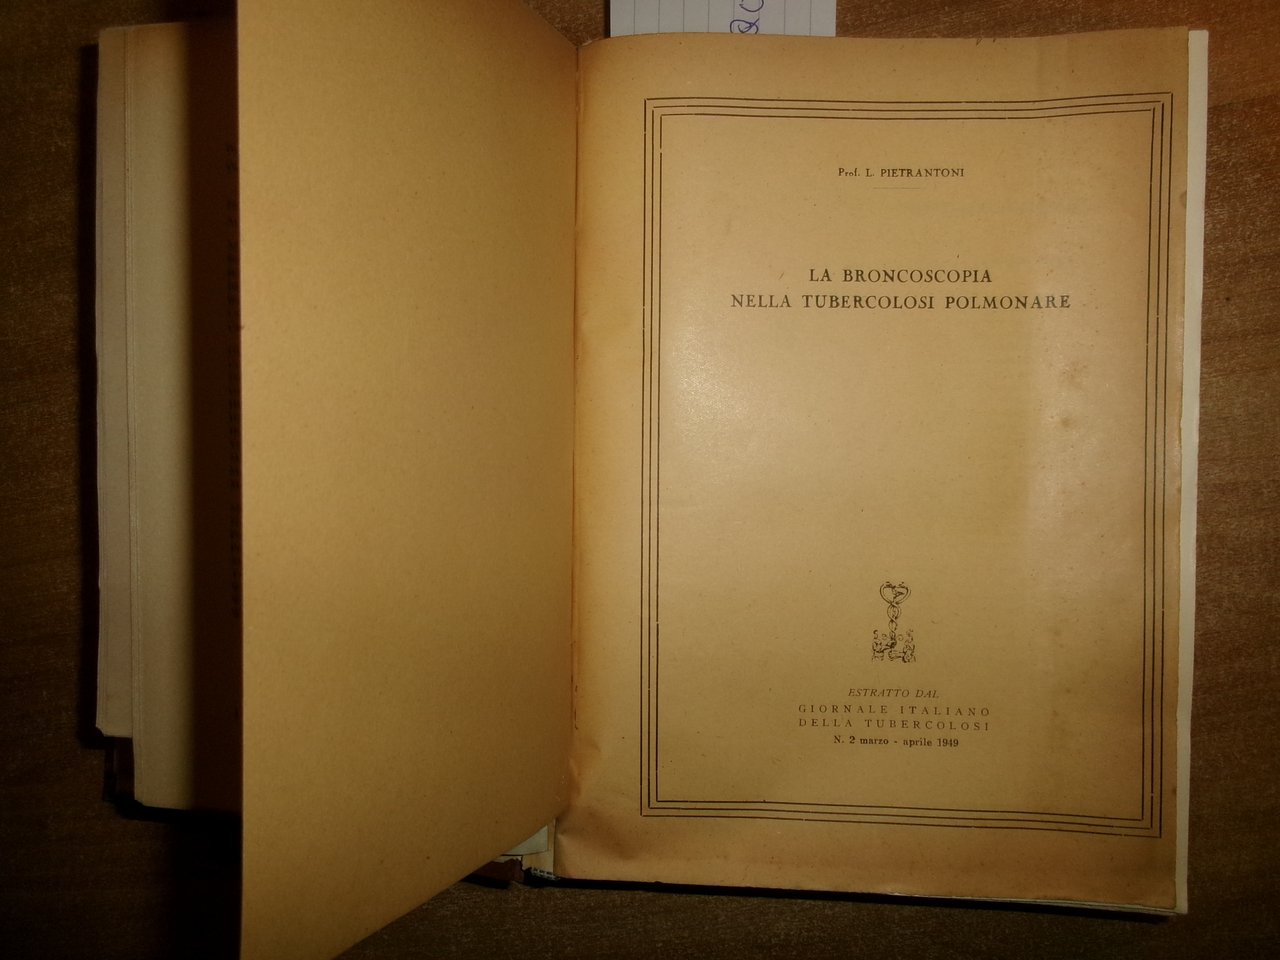 Prof. L. PIETRANTONI
LA BRONCOSCOPIA
NELLA TUBERCOLOSI POLMONARE
ESTRATTO DAL
GIORNALE ITALIANO
DELLA TUBERCOLOSI
N. 2 marzo - aprile 1949